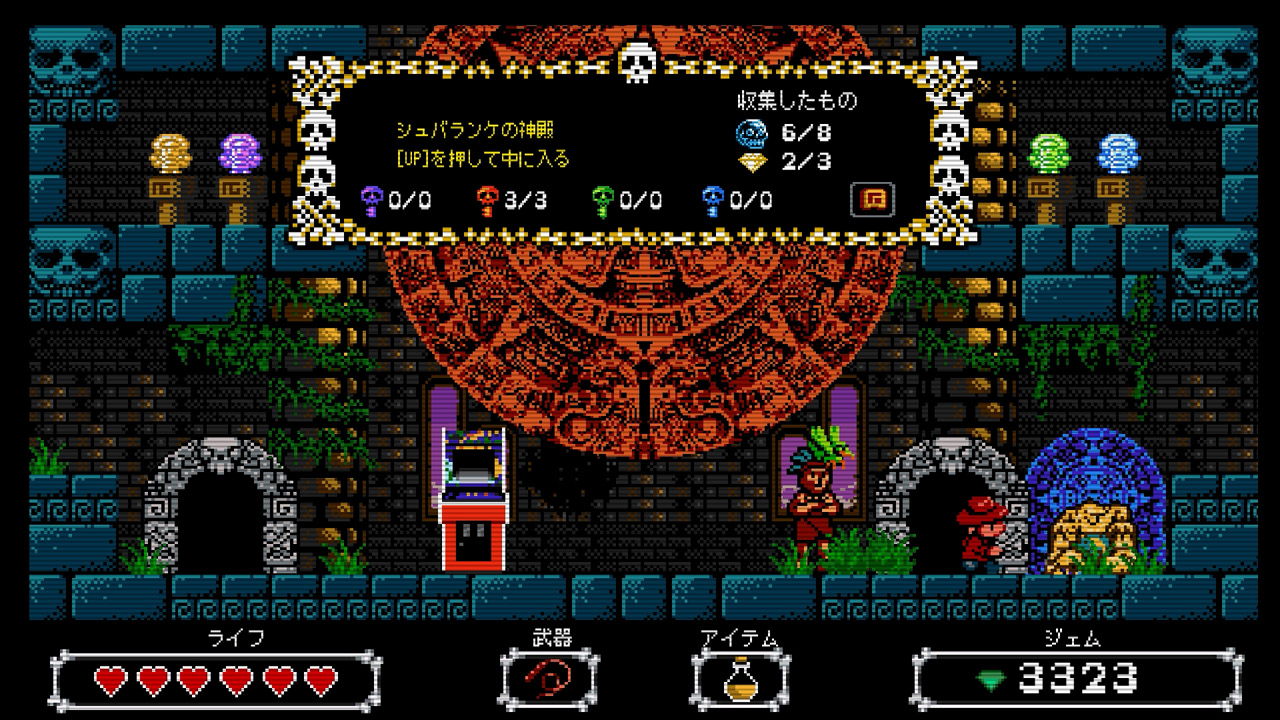 収集したもの
シュバランケの神殿
6/8
[UP]を押して中に入る
2/3
0/0
3/3
0/0
0/0
ライフ
武器
アイテム
ジェム
3323